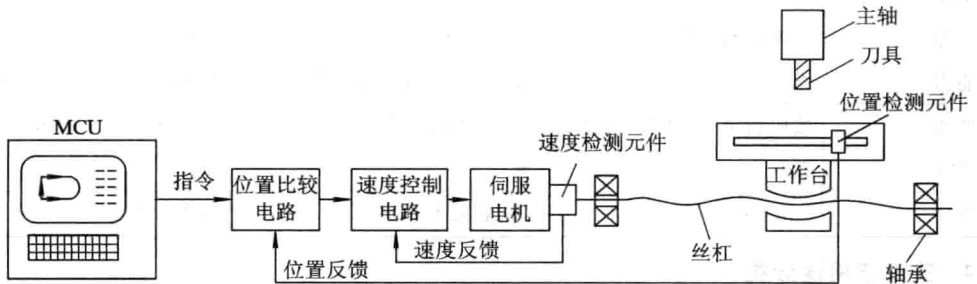 主轴
刀具
位置检测元件
MCU
速度检测元件
指令
位置比较
电路
速度控制
电路
伺服
电机
工作台
速度反馈
位置反馈
丝杠
轴承